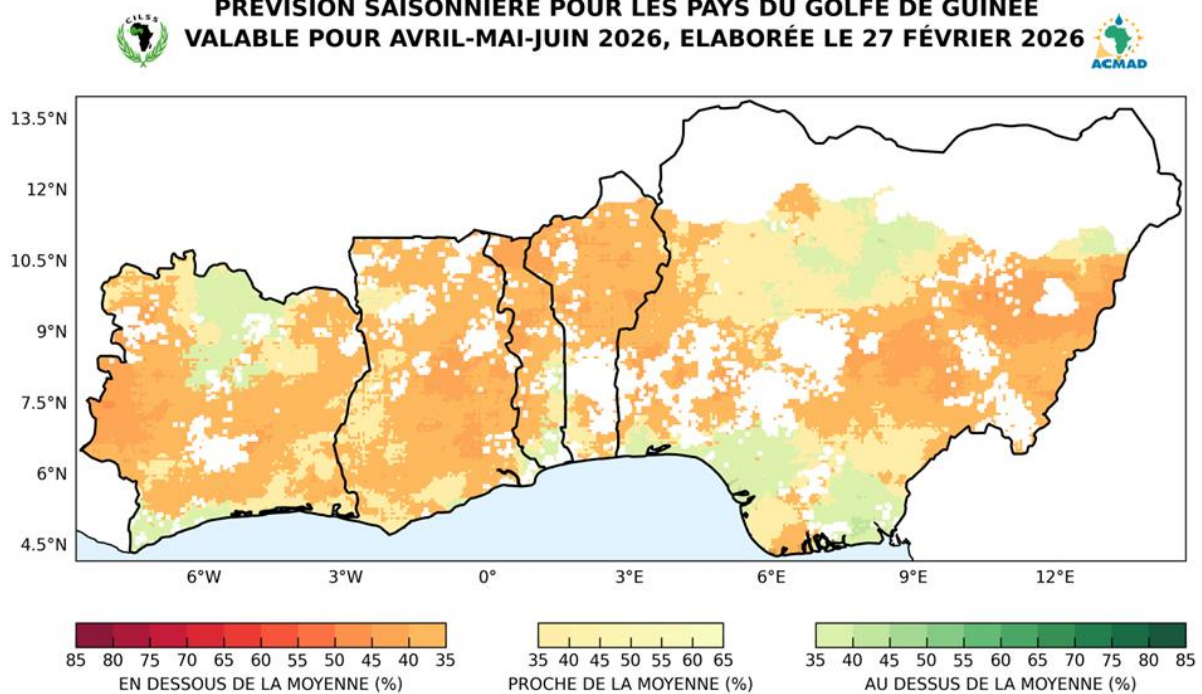 PRÉVISION SAISONNIÈRE POUR LES PAYS DU GOLFE DE GUINÉE
VALABLE POUR AVRIL-MAI-JUIN 2026, ELABORÉE LE 27 FÉVRIER 2026
CILSS
ACMAD
13.5°N
12°N
10.5°N
9°N
7.5°N
6°N
4.5°N
6°W 3°W 0° 3°E 6°E 9°E 12°E
85 80 75 70 65 60 55 50 45 40 35
EN DESSOUS DE LA MOYENNE (%)
35 40 45 50 60 65
PROCHE DE LA MOYENNE (%)
35 40 45 50 55 60 65 70 75 80 85
AU DESSUS DE LA MOYENNE (%)